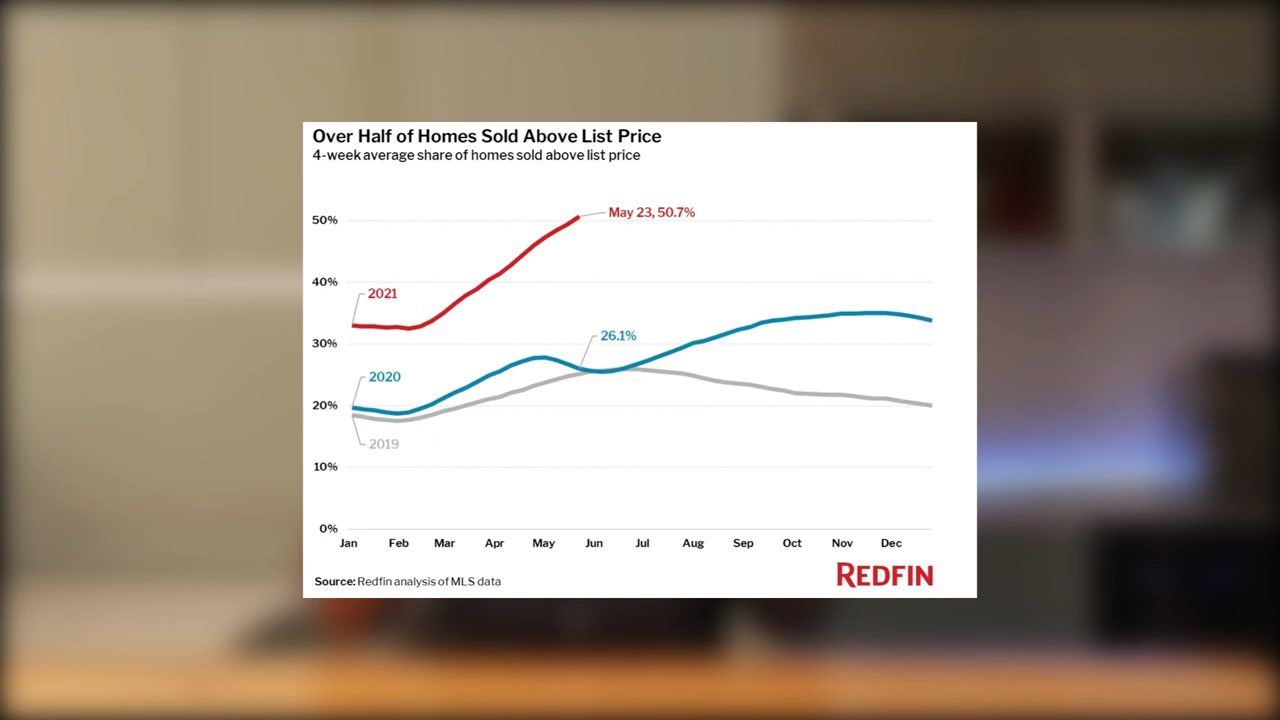 Over Half of Homes Sold Above List Price
4-week average share of homes sold above list price
50%
May 23, 50.7%
40%
2021
30%
26.1%
2020
20%
2019
10%
0%
Jan Feb Mar Apr May Jun Jul Aug Sep Oct Nov Dec
Source: Redfin analysis of MLS data
REDFIN